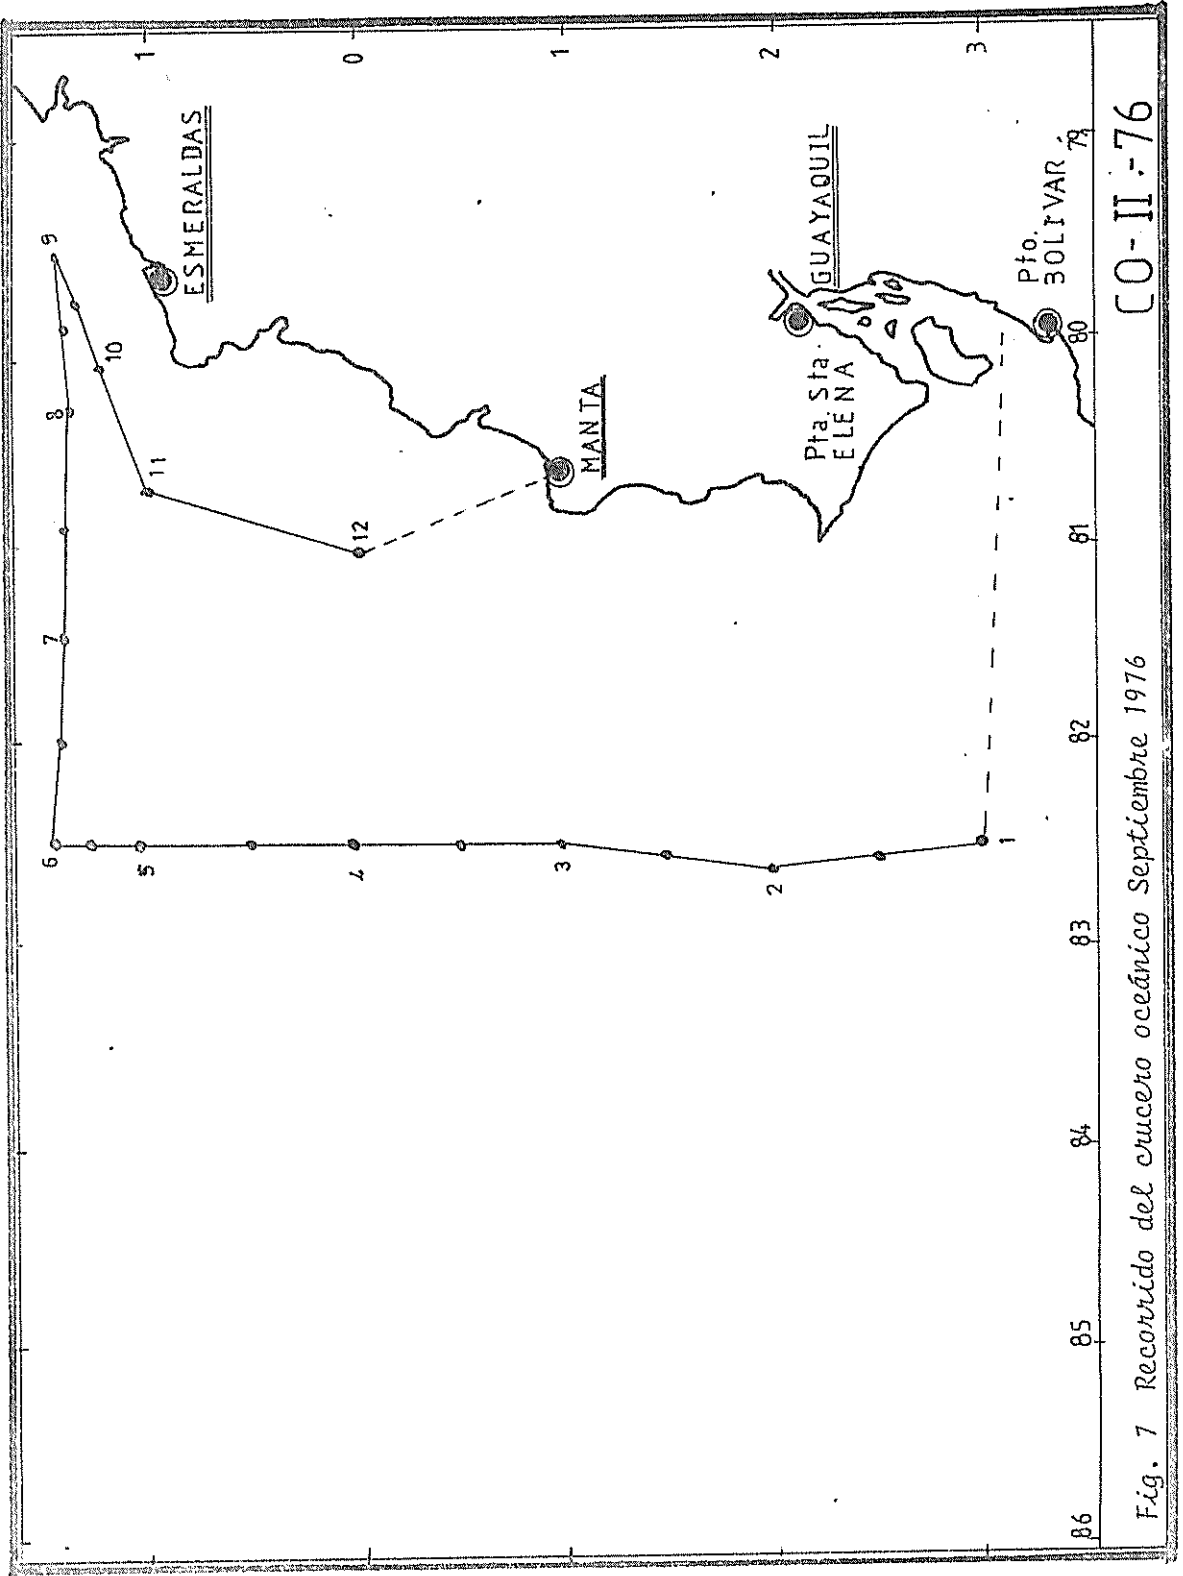 1
0
1
2
3
9
8
7
6
5
4
3
2
1
10
11
12
ESMERALDAS
MANTA
GUAYAQUIL
Pta. Sta.
ELENA
Pto.
BOLIVAR
86
85
84
83
82
81
80
79
Fig. 7 Recorrido del crucero oceánico Septiembre 1976
CO-II-76